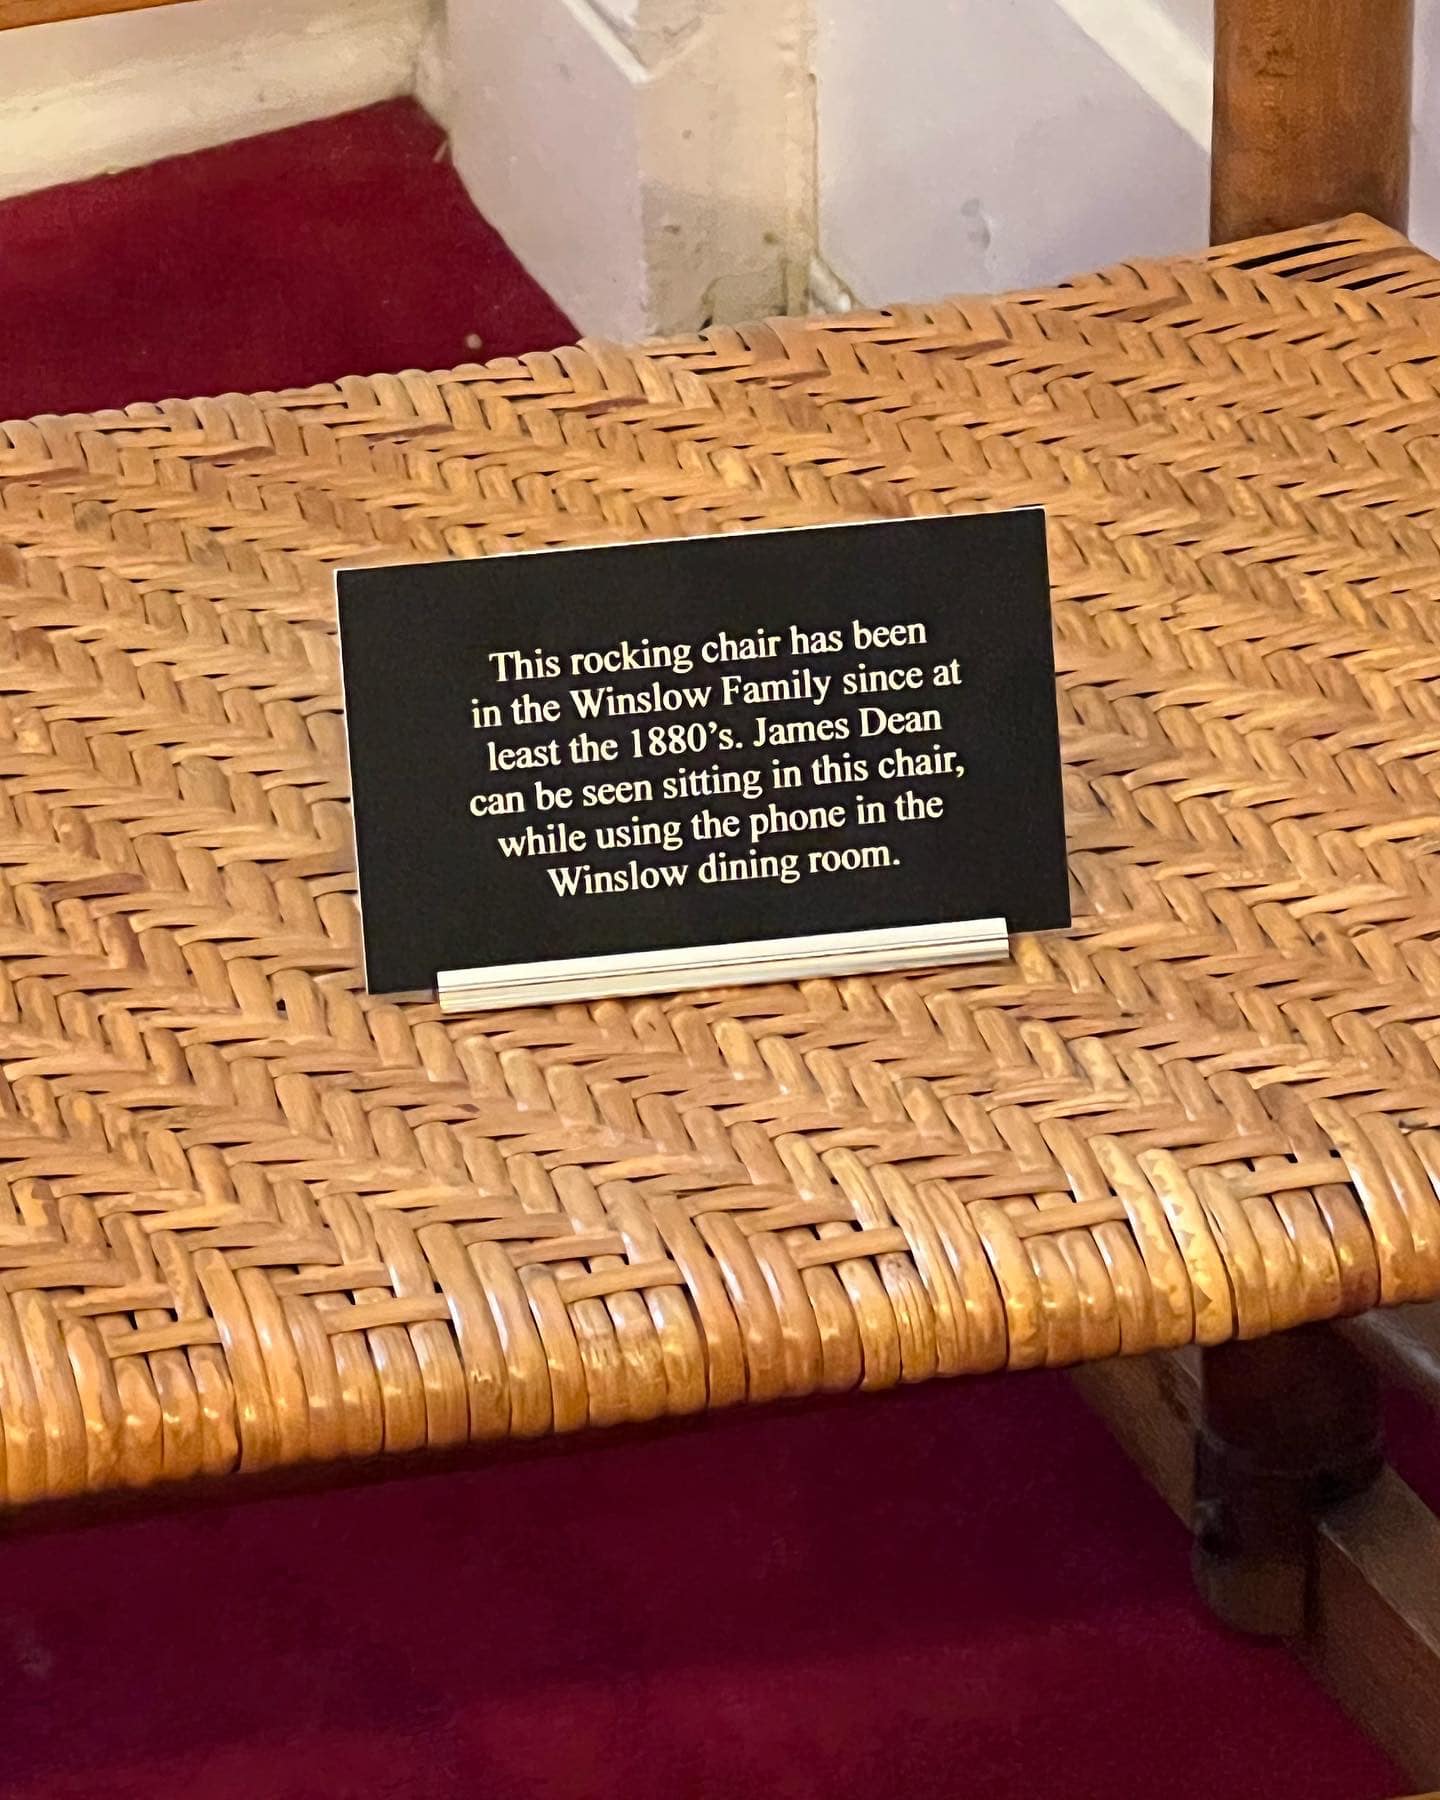 This rocking chair has been
in the Winslow Family since at
least the 1880's. James Dean
can be seen sitting in this chair,
while using the phone in the
Winslow dining room.